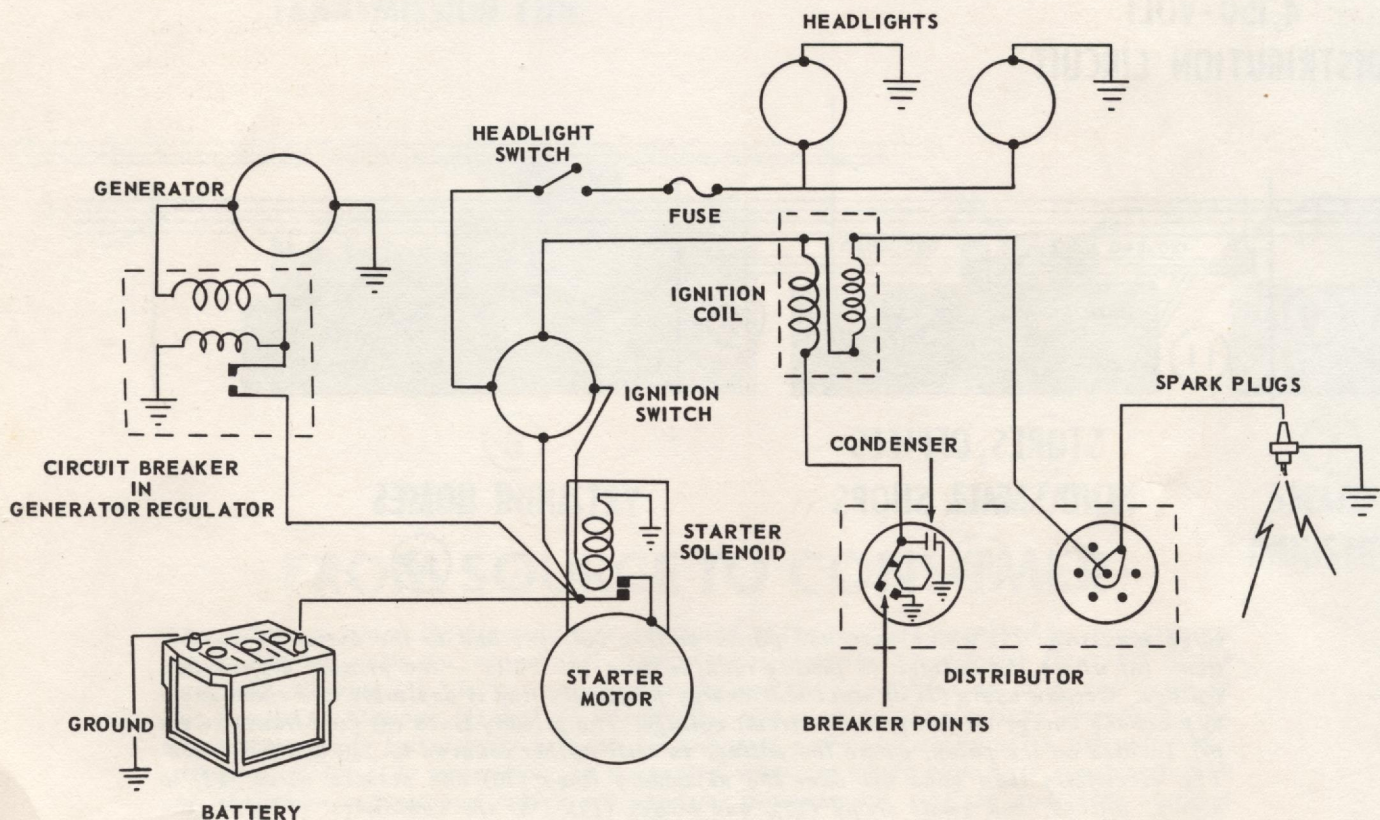 HEADLIGHTS
HEADLIGHT
SWITCH
GENERATOR
FUSE
IGNITION
COIL
IGNITION
SWITCH
SPARK PLUGS
CONDENSER
CIRCUIT BREAKER
IN
GENERATOR REGULATOR
STARTER
SOLENOID
STARTER
MOTOR
DISTRIBUTOR
BREAKER POINTS
GROUND
BATTERY